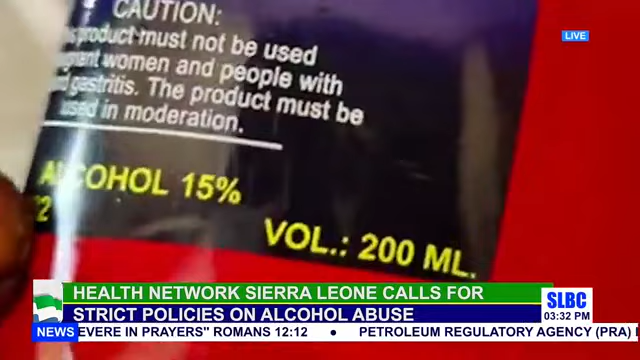 CAUTION:
product must not be used
women and people with
gastritis. The product must be
used in moderation.
ALCOHOL 15%
VOL.: 200 ML.
LIVE
HEALTH NETWORK SIERRA LEONE CALLS FOR
STRICT POLICIES ON ALCOHOL ABUSE
SLBC
03:32 PM
NEWS
EVERE IN PRAYERS" ROMANS 12:12 • PETROLEUM REGULATORY AGENCY (PRA)